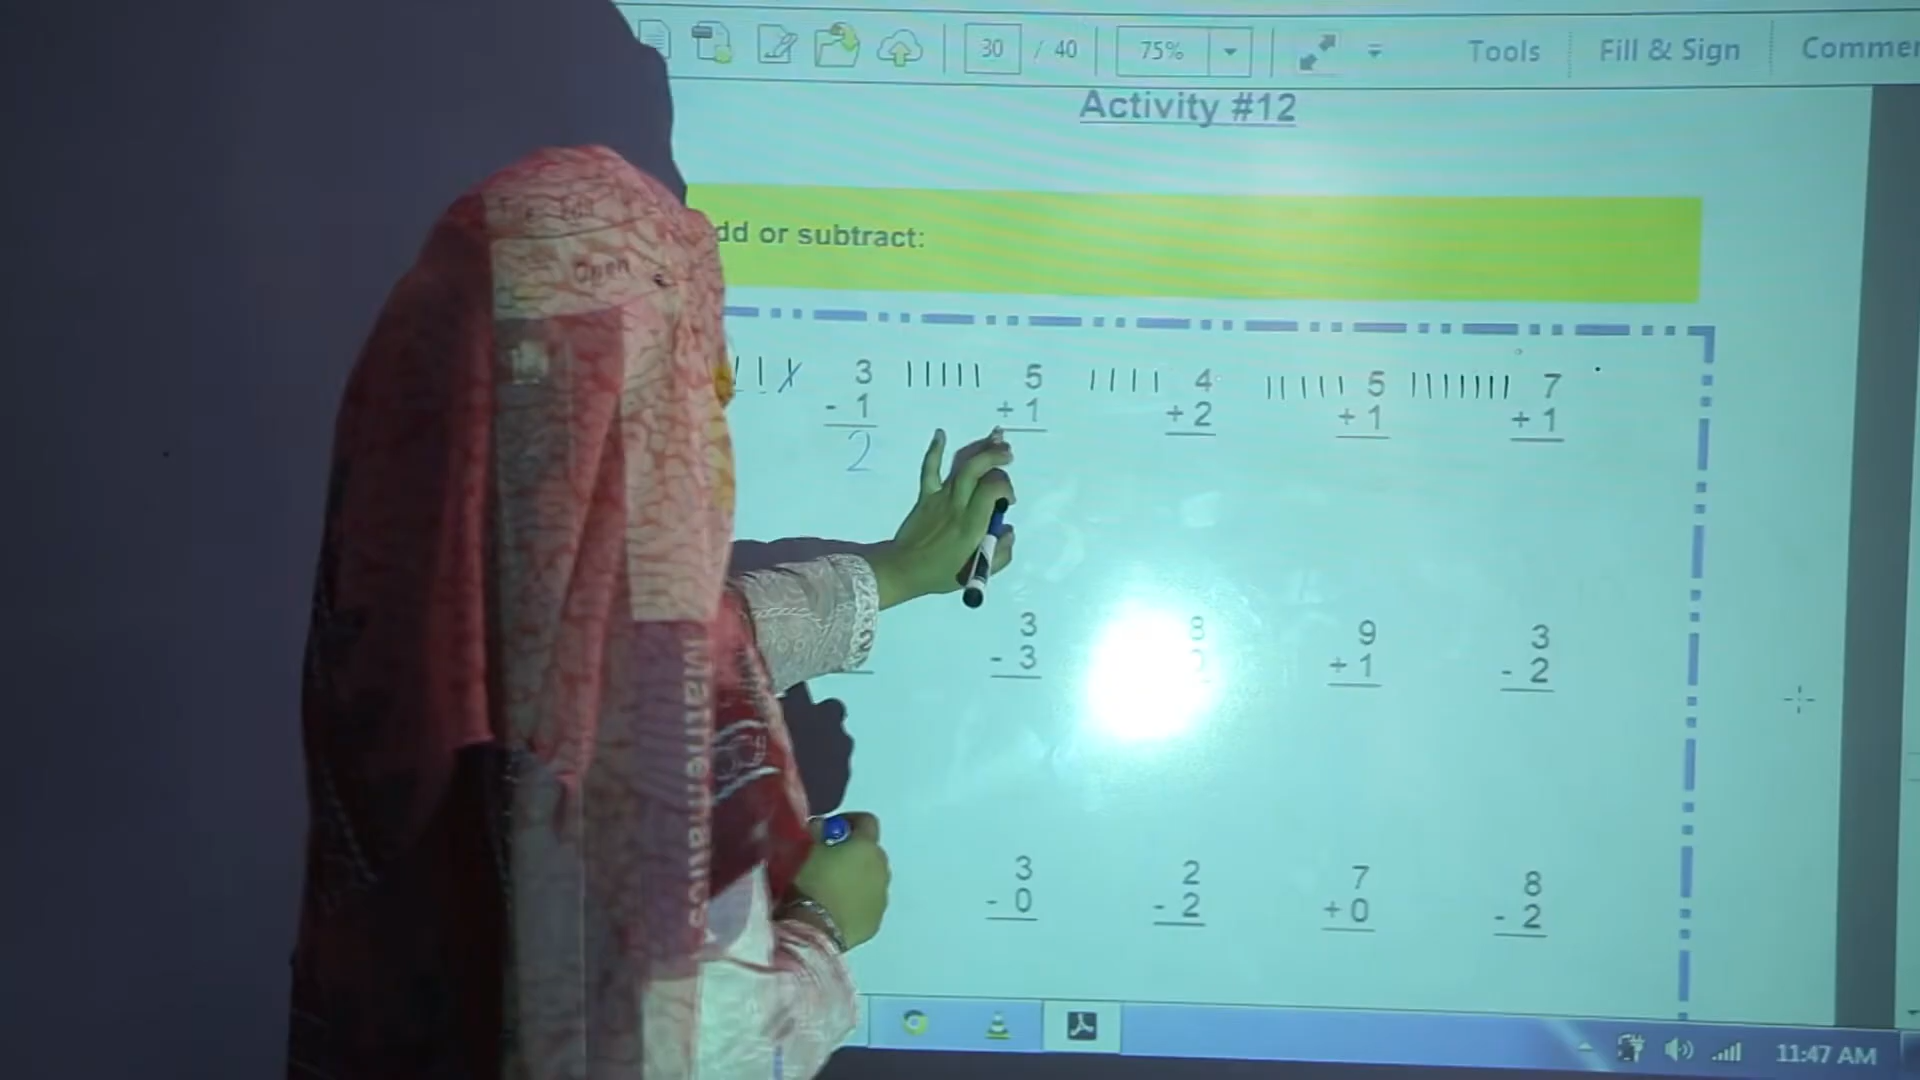 30 / 40 75% Tools Fill & Sign Commen
Activity #12
dd or subtract:
Open
3 5 4 5 7
- 1 + 1 + 2 + 1 + 1
2
3 9 3
- 3 + 1 - 2
Mathematics
3 2 7 8
- 0 - 2 + 0 - 2
11:47 AM